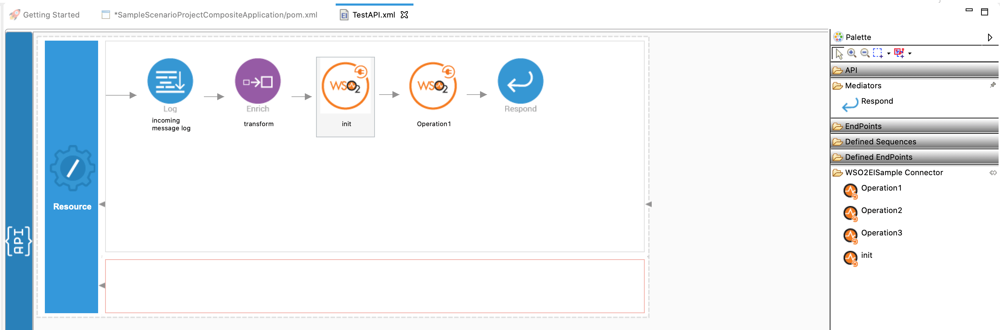 Getting Started
*SampleScenarioProjectCompositeApplication/pom.xml
EI
TestAPI.xml
Palette
API
Mediators
Respond
EndPoints
Defined Sequences
Defined EndPoints
WSO2EISample Connector
Operation1
Operation2
Operation3
init
{API}
Resource
Log
incoming
message log
Enrich
transform
WSO2
init
WSO2
Operation1
Respond